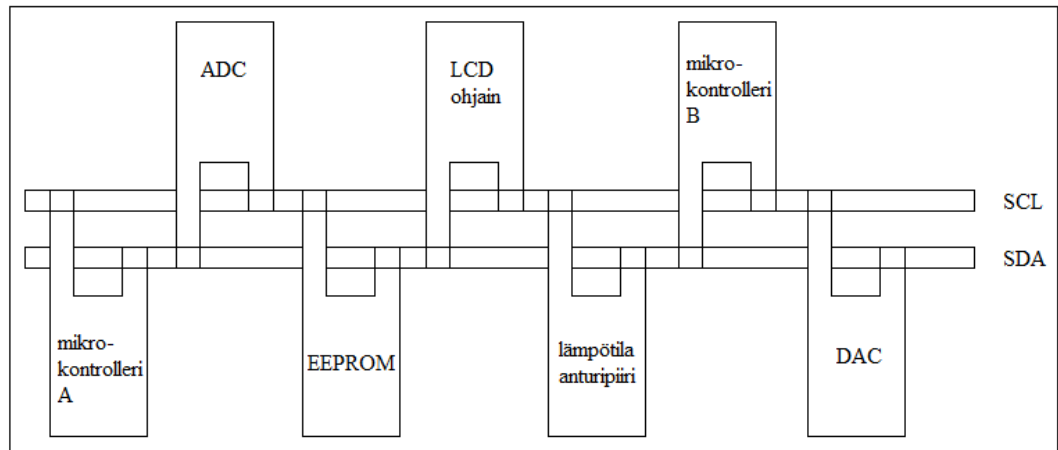 ADC
LCD
ohjain
mikro-
kontrolleri
B
SCL
SDA
mikro-
kontrolleri
A
EEPROM
lämpötila
anturipiiri
DAC